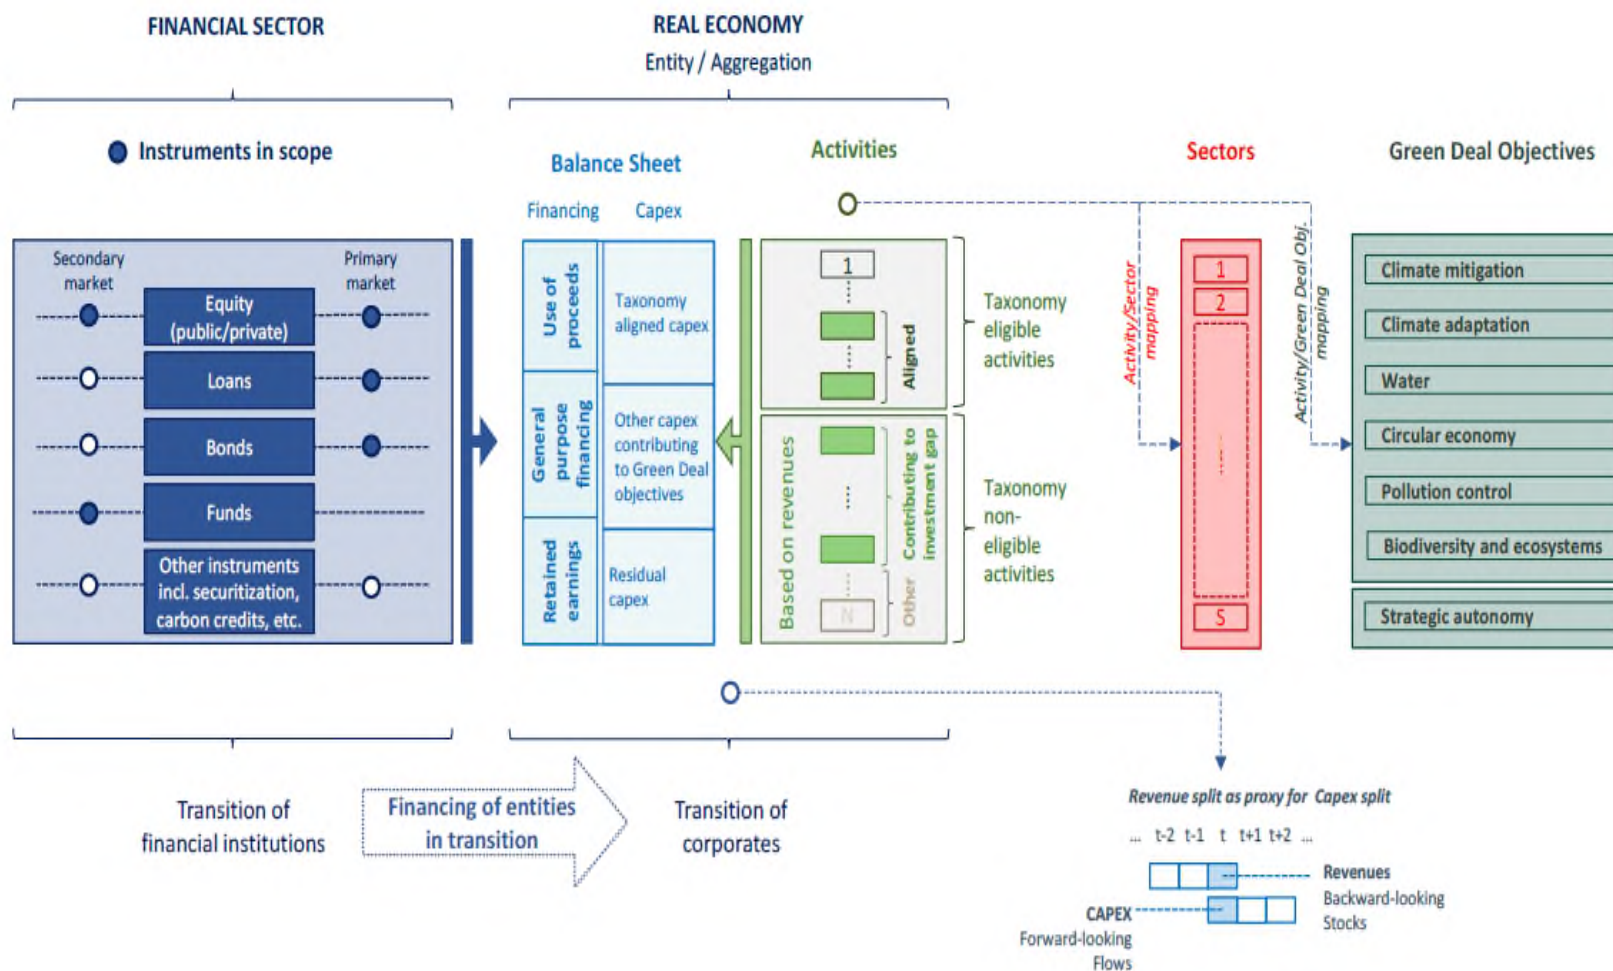 FINANCIAL SECTOR
REAL ECONOMY
Entity / Aggregation
Instruments in scope
Balance Sheet
Activities
Sectors
Green Deal Objectives
Financing
Capex
Secondary
market
Primary
market
Equity
(public/private)
Loans
Bonds
Funds
Other instruments
incl. securitization,
carbon credits, etc.
Use of
proceeds
General
purpose
financing
Retained
earnings
Taxonomy
aligned capex
Other capex
contributing
to Green Deal
objectives
Residual
capex
1
Aligned
Based on revenues
Contributing to
investment gap
N
Other
Taxonomy
eligible
activities
Taxonomy
non-
eligible
activities
Activity/Sector
mapping
1
2
S
Activity/Green Deal Obj.
mapping
Climate mitigation
Climate adaptation
Water
Circular economy
Pollution control
Biodiversity and ecosystems
Strategic autonomy
Transition of
financial institutions
Financing of entities
in transition
Transition of
corporates
Revenue split as proxy for Capex split
... t-2 t-1 t t+1 t+2 ...
Revenues
Backward-looking
Stocks
CAPEX
Forward-looking
Flows